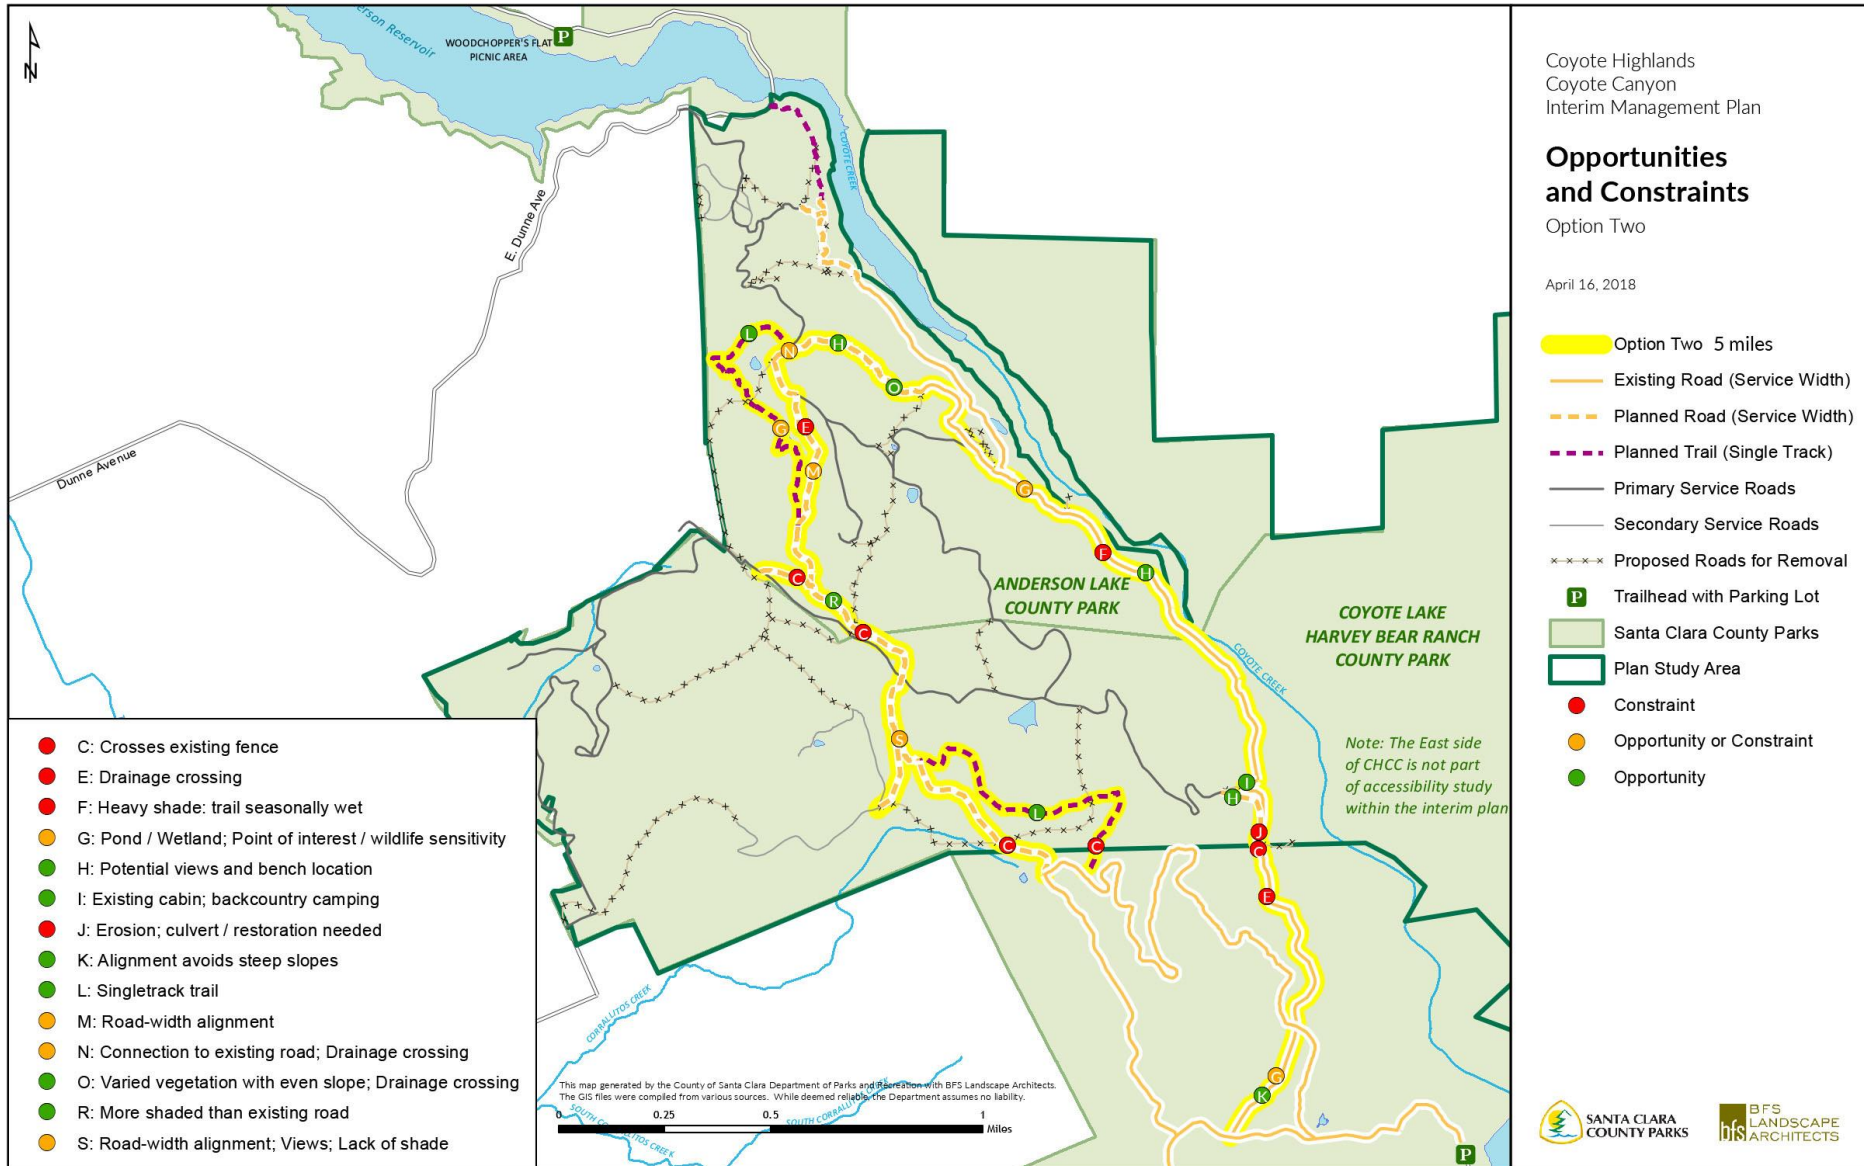 N
erson Reservoir
WOODCHOPPER'S FLAT
PICNIC AREA
P
COYOTE CREEK
E. Dunne Ave
Dunne Avenue
L
N
H
O
G
E
M
G
F
H
C
R
C
ANDERSON LAKE
COUNTY PARK
COYOTE LAKE
HARVEY BEAR RANCH
COUNTY PARK
COYOTE CREEK
S
Note: The East side
of CHCC is not part
of accessibility study
within the interim plan
I
H
L
J
C
C
C
E
G
K
P
CORRALITOS CREEK
SOUTH CORRALITOS CREEK
SOUTH CORRALITOS CREEK
C: Crosses existing fence
E: Drainage crossing
F: Heavy shade: trail seasonally wet
G: Pond / Wetland; Point of interest / wildlife sensitivity
H: Potential views and bench location
I: Existing cabin; backcountry camping
J: Erosion; culvert / restoration needed
K: Alignment avoids steep slopes
L: Singletrack trail
M: Road-width alignment
N: Connection to existing road; Drainage crossing
O: Varied vegetation with even slope; Drainage crossing
R: More shaded than existing road
S: Road-width alignment; Views; Lack of shade
This map generated by the County of Santa Clara Department of Parks and Recreation with BFS Landscape Architects.
The GIS files were compiled from various sources. While deemed reliable, the Department assumes no liability.
0 0.25 0.5 1
Miles
Coyote Highlands
Coyote Canyon
Interim Management Plan
Opportunities
and Constraints
Option Two
April 16, 2018
Option Two 5 miles
Existing Road (Service Width)
Planned Road (Service Width)
Planned Trail (Single Track)
Primary Service Roads
Secondary Service Roads
Proposed Roads for Removal
P Trailhead with Parking Lot
Santa Clara County Parks
Plan Study Area
Constraint
Opportunity or Constraint
Opportunity
SANTA CLARA
COUNTY PARKS
bfs
BFS
LANDSCAPE
ARCHITECTS